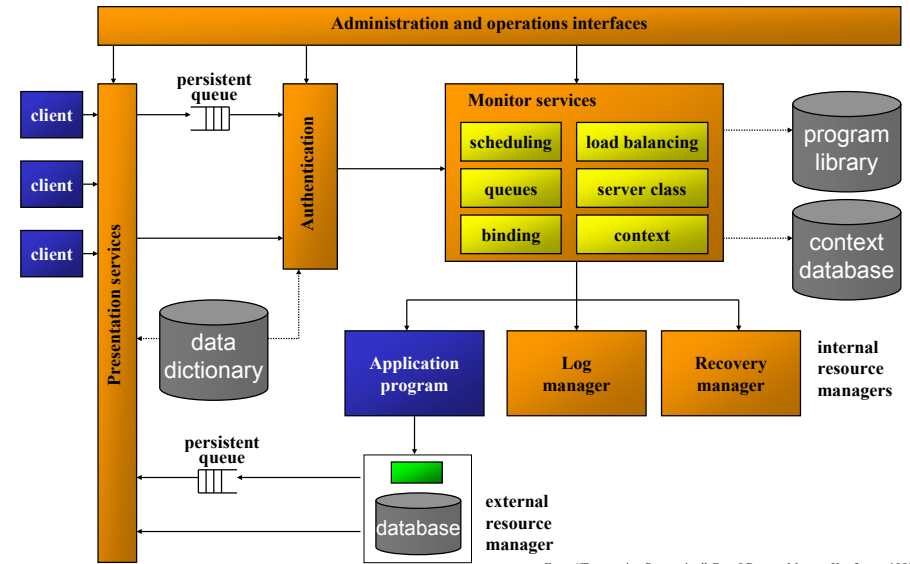 Administration and operations interfaces
persistent
queue
client
client
client
Presentation services
Authentication
Monitor services
scheduling
load balancing
queues
server class
binding
context
program
library
context
database
data
dictionary
Application
program
Log
manager
Recovery
manager
internal
resource
managers
persistent
queue
database
external
resource
manager